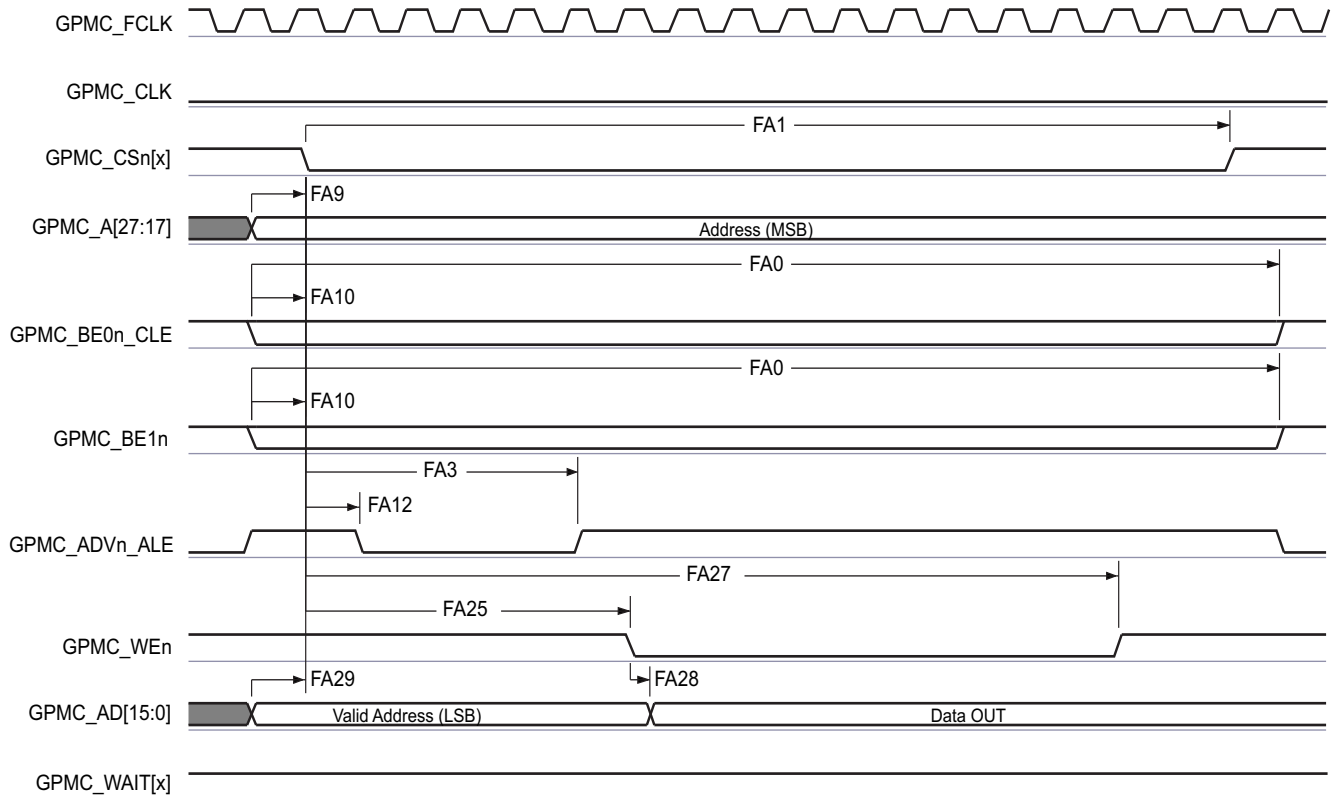 GPMC_FCLK
GPMC_CLK
FA1
GPMC_CSn[x]
FA9
GPMC_A[27:17]
Address (MSB)
FA0
FA10
GPMC_BE0n_CLE
FA0
FA10
GPMC_BE1n
FA3
FA12
GPMC_ADVn_ALE
FA27
FA25
GPMC_WEn
FA29
FA28
GPMC_AD[15:0]
Valid Address (LSB)
Data OUT
GPMC_WAIT[x]